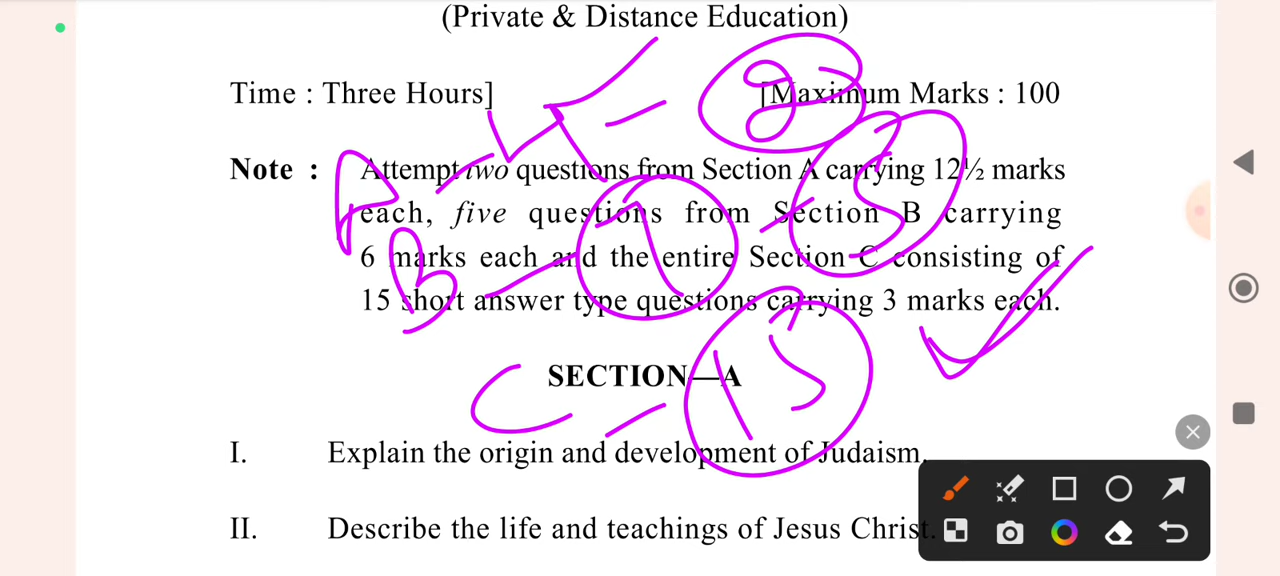 (Private & Distance Education)
Time : Three Hours] [Maximum Marks : 100
Note : Attempt two questions from Section A carrying 12½ marks
each, five questions from Section B carrying
6 marks each and the entire Section C consisting of
15 short answer type questions carrying 3 marks each.
SECTION—A
I. Explain the origin and development of Judaism.
II. Describe the life and teachings of Jesus Christ.
A
B
C – 15